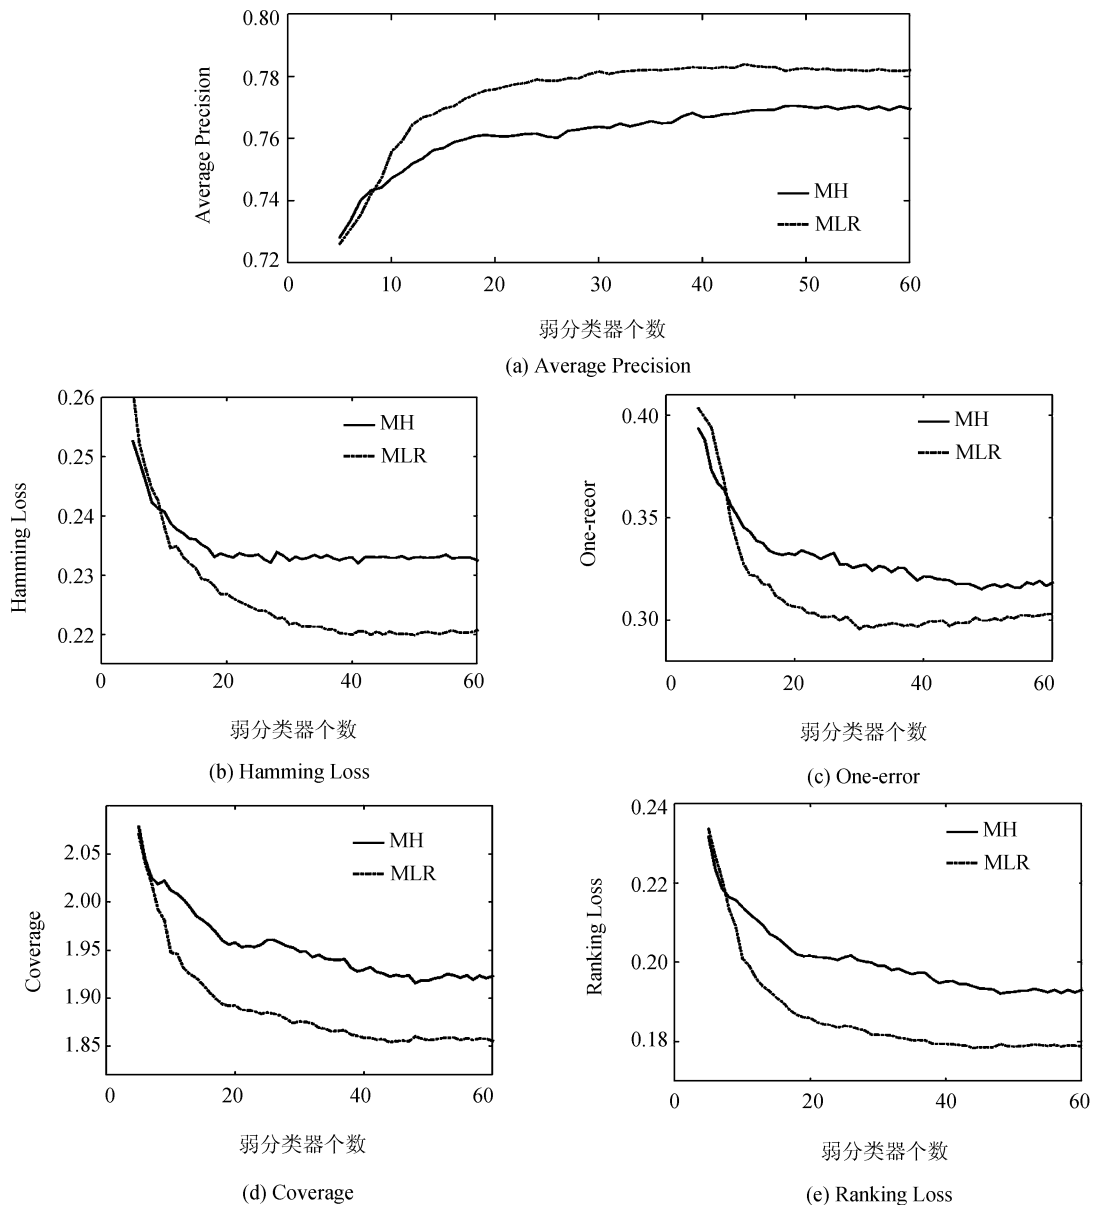 0.80
0.78
0.76
0.74
0.72
Average Precision
MH
MLR
0 10 20 30 40 50 60
弱分类器个数
(a) Average Precision
0.26
0.25
0.24
0.23
0.22
Hamming Loss
MH
MLR
0 20 40 60
弱分类器个数
(b) Hamming Loss
0.40
0.35
0.30
One-reeor
MH
MLR
0 20 40 60
弱分类器个数
(c) One-error
2.05
2.00
1.95
1.90
1.85
Coverage
MH
MLR
0 20 40 60
弱分类器个数
(d) Coverage
0.24
0.22
0.20
0.18
Ranking Loss
MH
MLR
0 20 40 60
弱分类器个数
(e) Ranking Loss